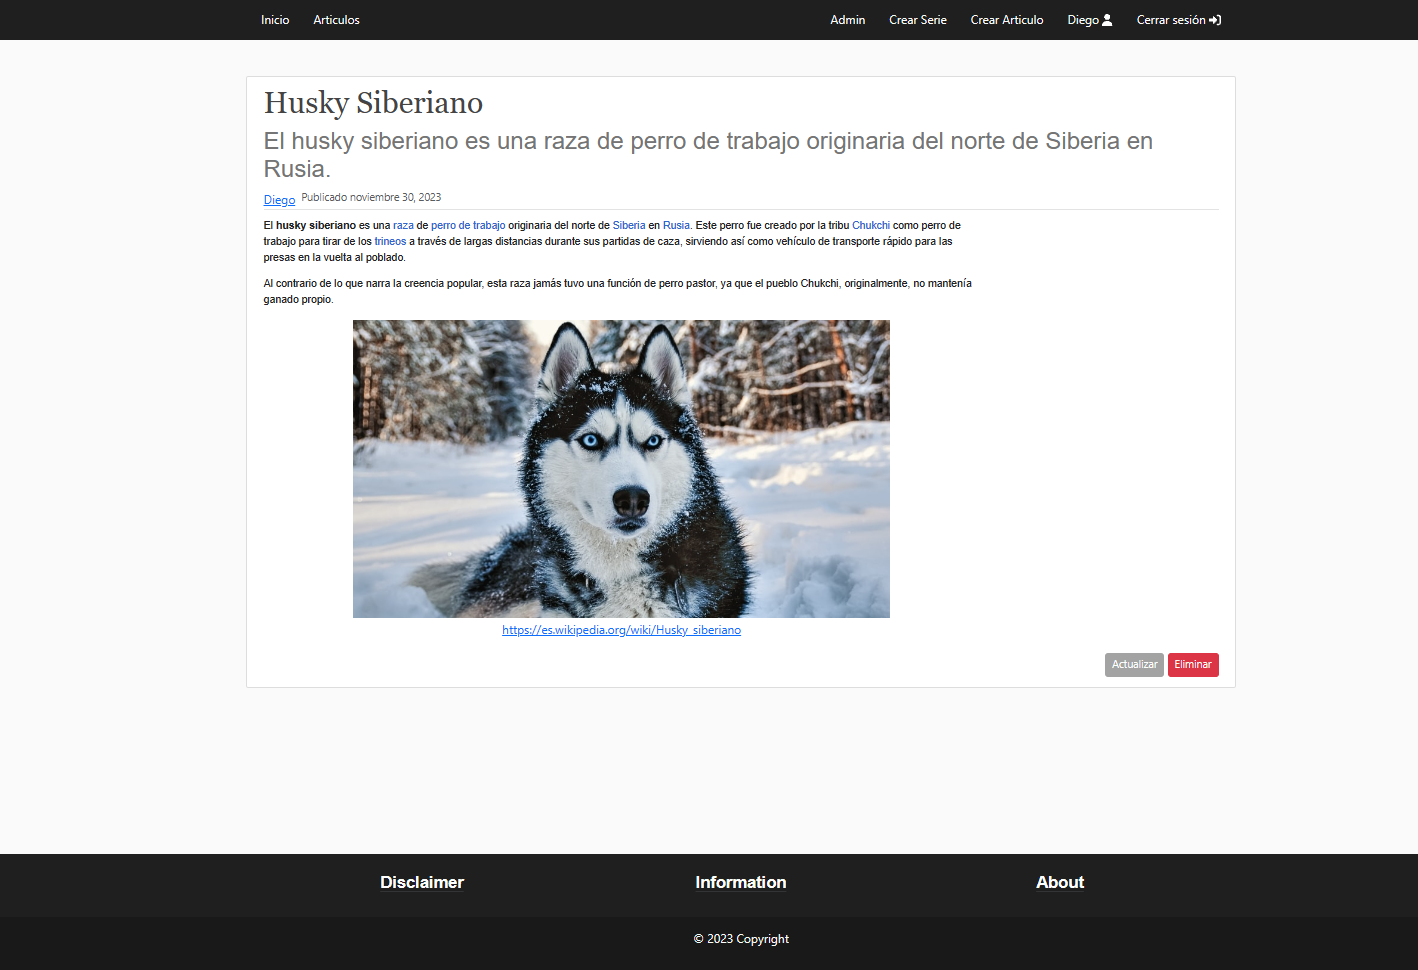 Inicio Articulos Admin Crear Serie Crear Articulo Diego Cerrar sesión
Husky Siberiano
El husky siberiano es una raza de perro de trabajo originaria del norte de Siberia en
Rusia.
Diego Publicado noviembre 30, 2023
El husky siberiano es una raza de perro de trabajo originaria del norte de Siberia en Rusia. Este perro fue creado por la tribu Chukchi como perro de
trabajo para tirar de los trineos a través de largas distancias durante sus partidas de caza, sirviendo así como vehículo de transporte rápido para las
presas en la vuelta al poblado.
Al contrario de lo que narra la creencia popular, esta raza jamás tuvo una función de perro pastor, ya que el pueblo Chukchi, originalmente, no mantenía
ganado propio.
https://es.wikipedia.org/wiki/Husky_siberiano
Actualizar Eliminar
Disclaimer Information About
© 2023 Copyright